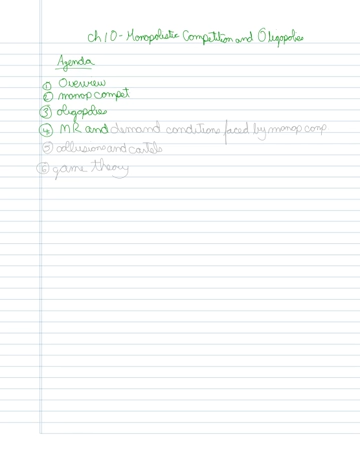 Ch 10 - Monopolistic Competition and Oligopolies
Agenda
① Overview
② monop compet
③ oligopolies
④ MR and demand conditions faced by monop comp
⑤ collusions and cartels
⑥ game theory